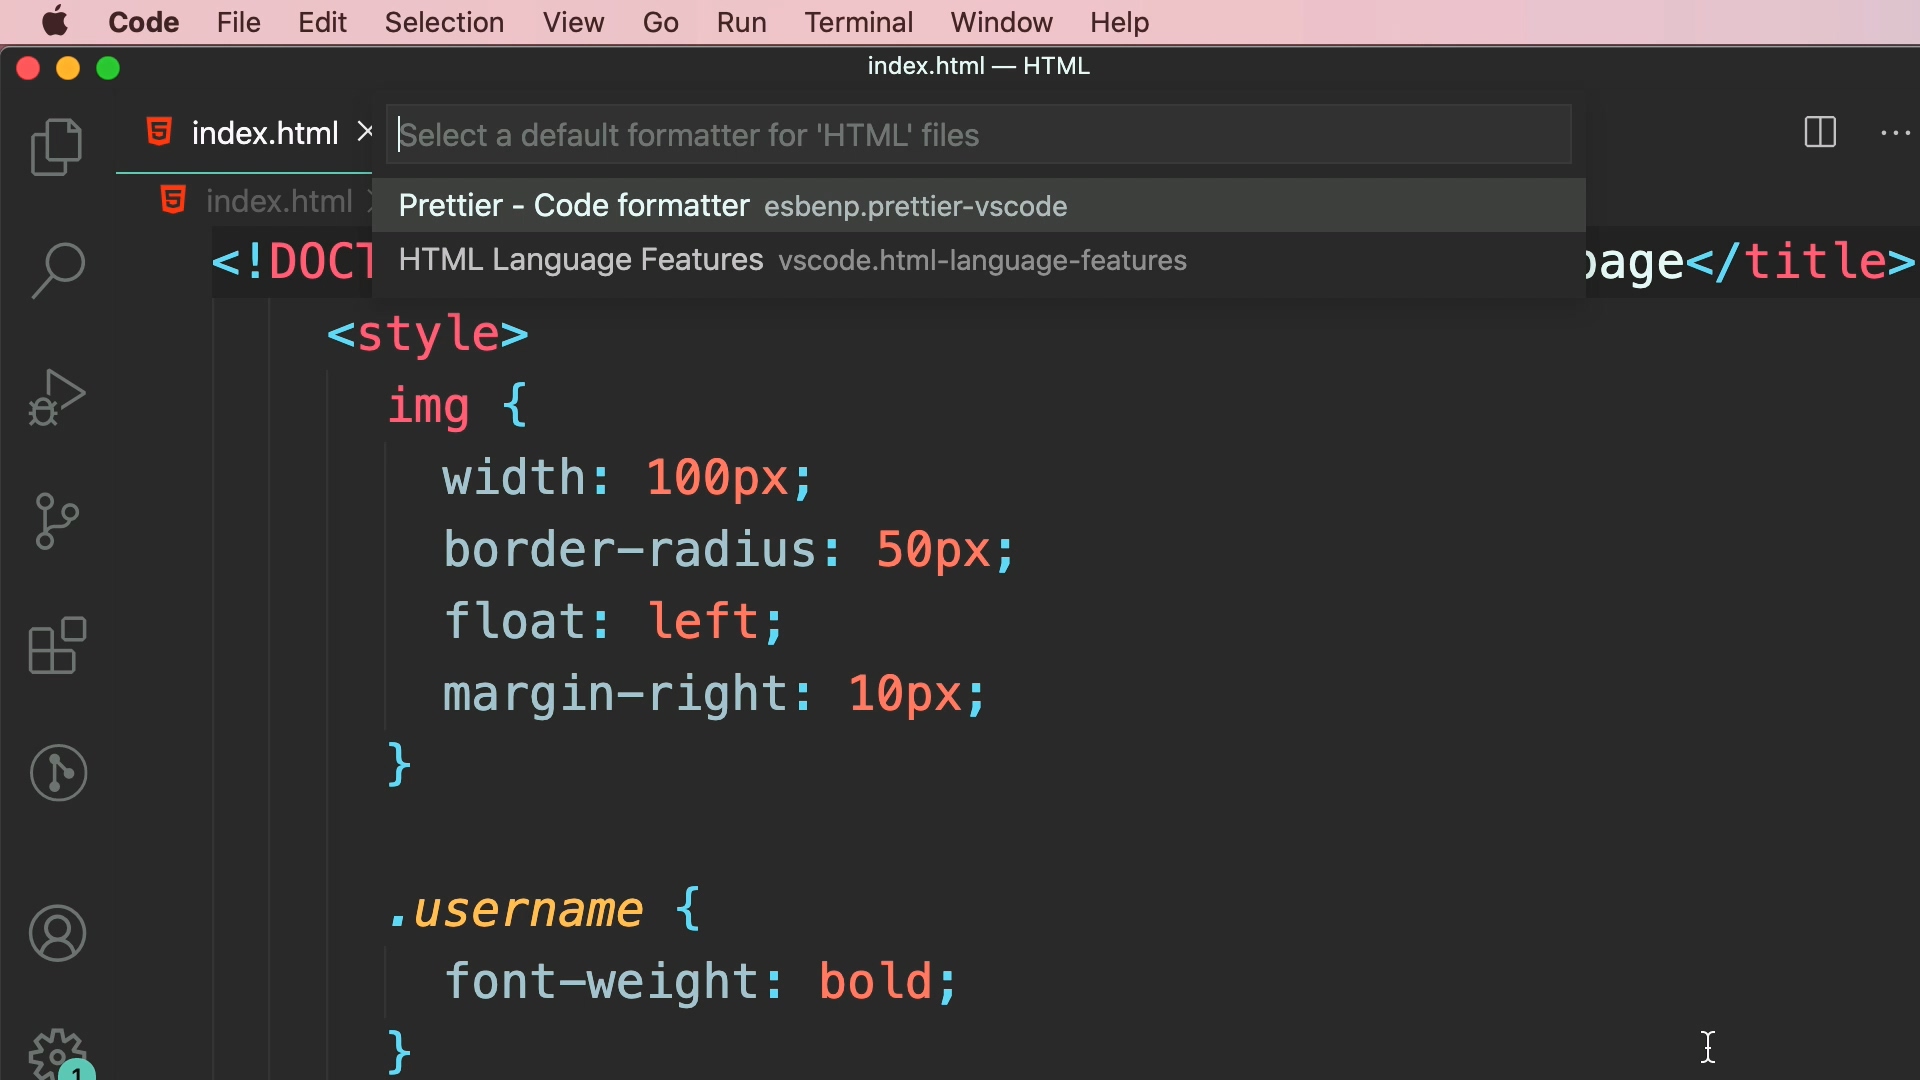 Code File Edit Selection View Go Run Terminal Window Help
index.html — HTML
index.html ×
Select a default formatter for 'HTML' files
index.html
Prettier - Code formatter esbenp.prettier-vscode
HTML Language Features vscode.html-language-features
<!DOCT page</title>
<style>
img {
width: 100px;
border-radius: 50px;
float: left;
margin-right: 10px;
}
.username {
font-weight: bold;
}
1